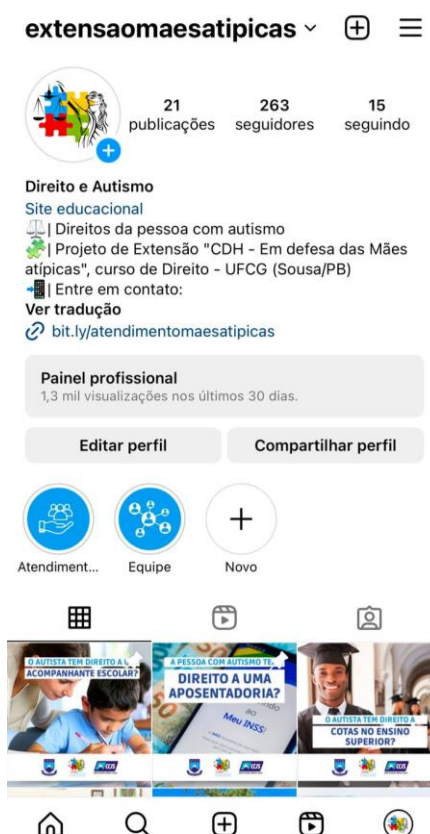 extensaomaesatipicas
21 263 15
publicações seguidores seguindo
Direito e Autismo
Site educacional
| Direitos da pessoa com autismo
| Projeto de Extensão "CDH - Em defesa das Mães
atípicas", curso de Direito - UFCG (Sousa/PB)
| Entre em contato:
Ver tradução
bit.ly/atendimentomaesatipicas
Painel profissional
1,3 mil visualizações nos últimos 30 dias.
Editar perfil Compartilhar perfil
Atendiment... Equipe Novo
O AUTISTA TEM DIREITO A
ACOMPANHANTE ESCOLAR?
A PESSOA COM AUTISMO TE
DIREITO A UMA
APOSENTADORIA?
ao
Meu INSS
O AUTISTA TEM DIREITO A
COTAS NO ENSINO
SUPERIOR?